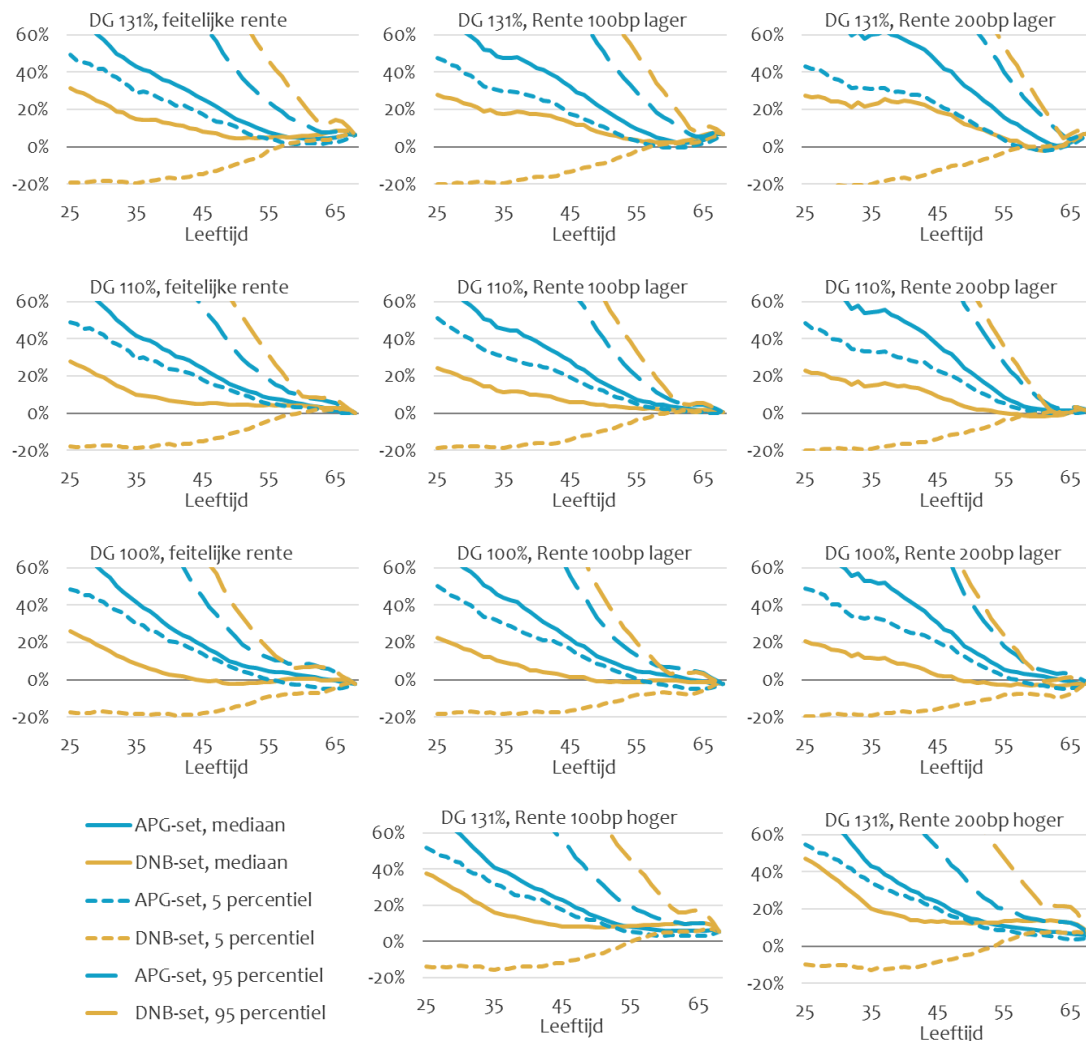 DG 131%, feitelijke rente
60%
40%
20%
0%
-20%
25 35 45 55 65
Leeftijd
DG 131%, Rente 100bp lager
60%
40%
20%
0%
-20%
25 35 45 55 65
Leeftijd
DG 131%, Rente 200bp lager
60%
40%
20%
0%
-20%
25 35 45 55 65
Leeftijd
DG 110%, feitelijke rente
60%
40%
20%
0%
-20%
25 35 45 55 65
Leeftijd
DG 110%, Rente 100bp lager
60%
40%
20%
0%
-20%
25 35 45 55 65
Leeftijd
DG 110%, Rente 200bp lager
60%
40%
20%
0%
-20%
25 35 45 55 65
Leeftijd
DG 100%, feitelijke rente
60%
40%
20%
0%
-20%
25 35 45 55 65
Leeftijd
DG 100%, Rente 100bp lager
60%
40%
20%
0%
-20%
25 35 45 55 65
Leeftijd
DG 100%, Rente 200bp lager
60%
40%
20%
0%
-20%
25 35 45 55 65
Leeftijd
APG-set, mediaan
DNB-set, mediaan
APG-set, 5 percentiel
DNB-set, 5 percentiel
APG-set, 95 percentiel
DNB-set, 95 percentiel
DG 131%, Rente 100bp hoger
60%
40%
20%
0%
-20%
25 35 45 55 65
Leeftijd
DG 131%, Rente 200bp hoger
60%
40%
20%
0%
-20%
25 35 45 55 65
Leeftijd